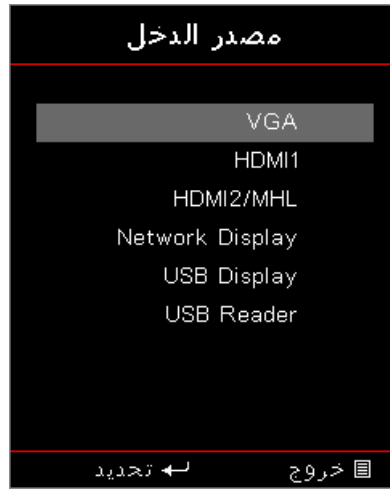 مصدر الدخل
VGA
HDMI1
HDMI2/MHL
Network Display
USB Display
USB Reader
خروج تحديد